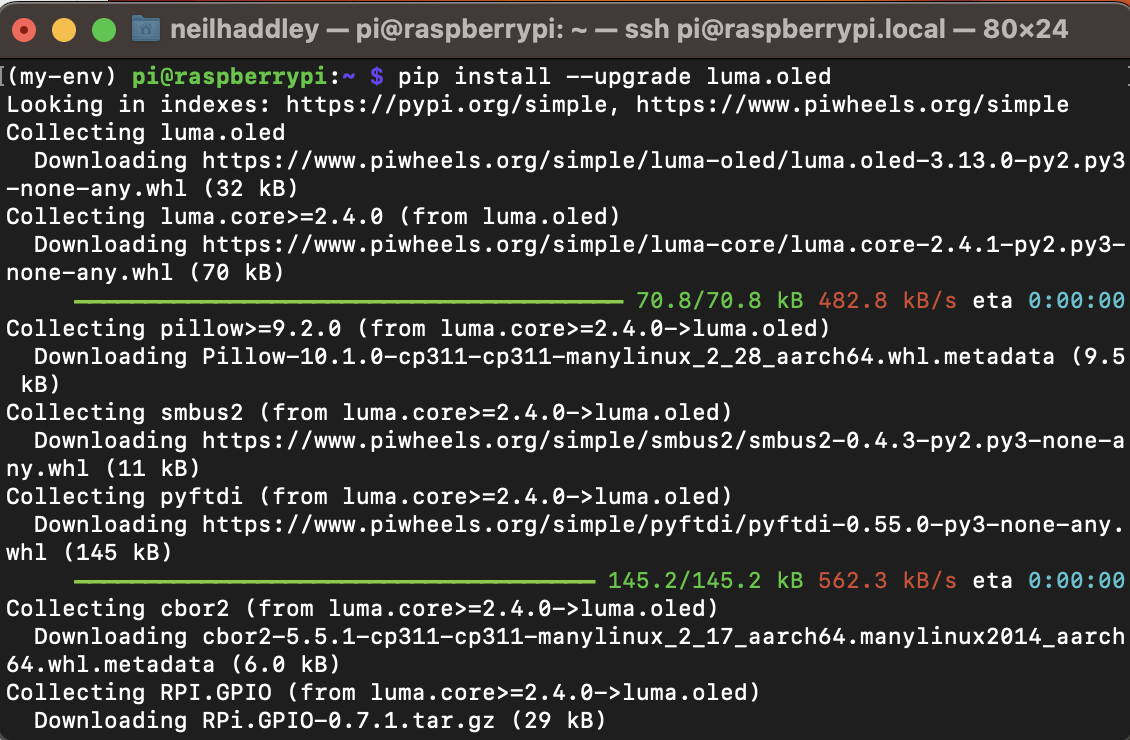 neilhaddley — pi@raspberrypi: ~ — ssh pi@raspberrypi.local — 80×24
[(my-env) pi@raspberrypi:~ $ pip install --upgrade luma.oled
Looking in indexes: https://pypi.org/simple, https://www.piwheels.org/simple
Collecting luma.oled
  Downloading https://www.piwheels.org/simple/luma-oled/luma.oled-3.13.0-py2.py3
-none-any.whl (32 kB)
Collecting luma.core>=2.4.0 (from luma.oled)
  Downloading https://www.piwheels.org/simple/luma-core/luma.core-2.4.1-py2.py3-
none-any.whl (70 kB)
70.8/70.8 kB 482.8 kB/s eta 0:00:00
Collecting pillow>=9.2.0 (from luma.core>=2.4.0->luma.oled)
  Downloading Pillow-10.1.0-cp311-cp311-manylinux_2_28_aarch64.whl.metadata (9.5
 kB)
Collecting smbus2 (from luma.core>=2.4.0->luma.oled)
  Downloading https://www.piwheels.org/simple/smbus2/smbus2-0.4.3-py2.py3-none-a
ny.whl (11 kB)
Collecting pyftdi (from luma.core>=2.4.0->luma.oled)
  Downloading https://www.piwheels.org/simple/pyftdi/pyftdi-0.55.0-py3-none-any.
whl (145 kB)
145.2/145.2 kB 562.3 kB/s eta 0:00:00
Collecting cbor2 (from luma.core>=2.4.0->luma.oled)
  Downloading cbor2-5.5.1-cp311-cp311-manylinux_2_17_aarch64.manylinux2014_aarch
64.whl.metadata (6.0 kB)
Collecting RPI.GPIO (from luma.core>=2.4.0->luma.oled)
  Downloading RPi.GPIO-0.7.1.tar.gz (29 kB)